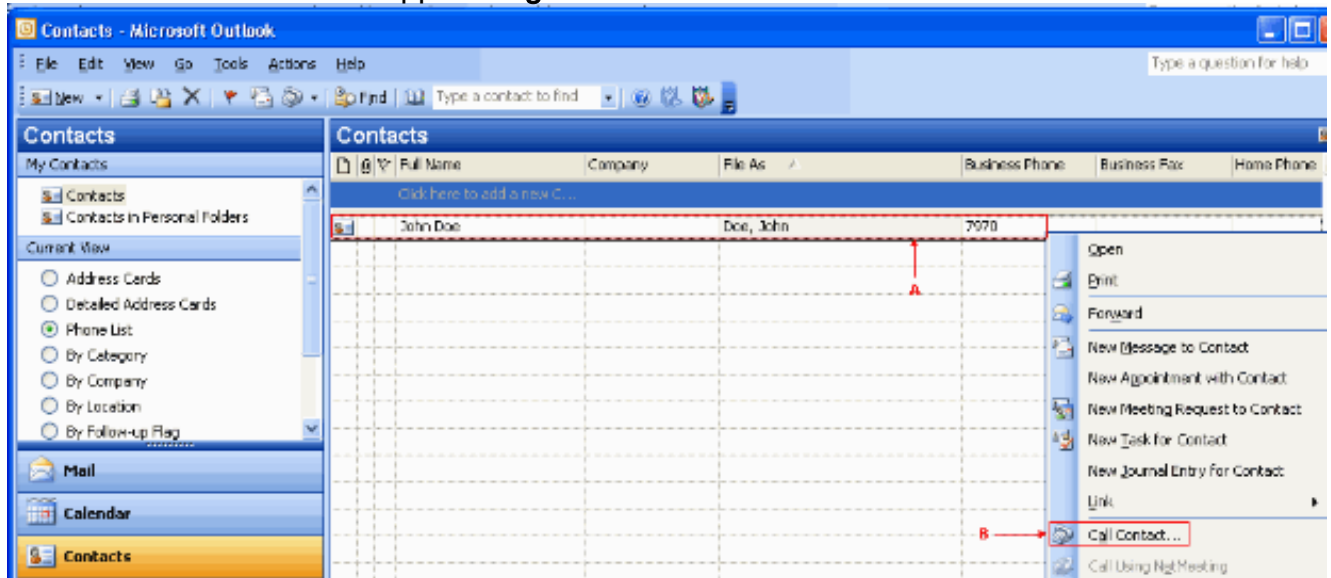 Contacts - Microsoft Outlook
File Edit View Go Tools Actions Help
Type a question for help
New Find Type a contact to find
Contacts
My Contacts
Contacts
Contacts in Personal Folders
Current View
Address Cards
Detailed Address Cards
Phone List
By Category
By Company
By Location
By Follow-up Flag
Mail
Calendar
Contacts
Contacts
Full Name Company File As Business Phone Business Fax Home Phone
Click here to add a new C...
John Doe Doe, John 7970
A
Open
Print
Forward
New Message to Contact
New Appointment with Contact
New Meeting Request to Contact
New Task for Contact
New Journal Entry for Contact
Link
B Call Contact...
Call Using NetMeeting